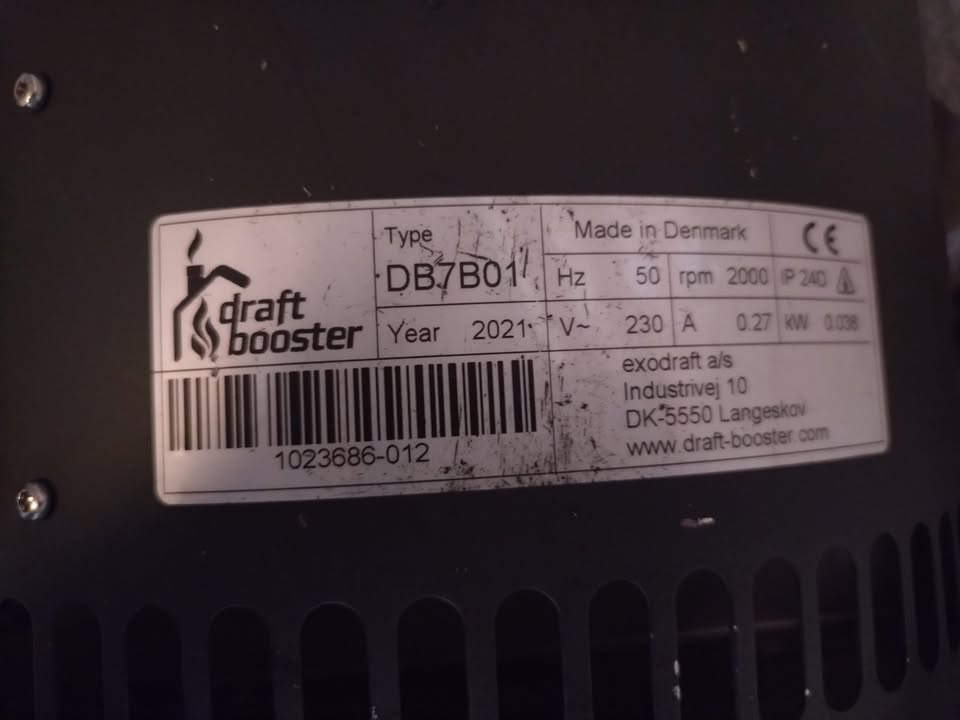 draft
booster
Type
DB7B01
Year 2021
Made in Denmark CE
Hz 50 rpm 2000 IP 24D
V~ 230 A 0.27 kW 0.038
1023686-012
exodraft a/s
Industrivej 10
DK-5550 Langeskov
www.draft-booster.com